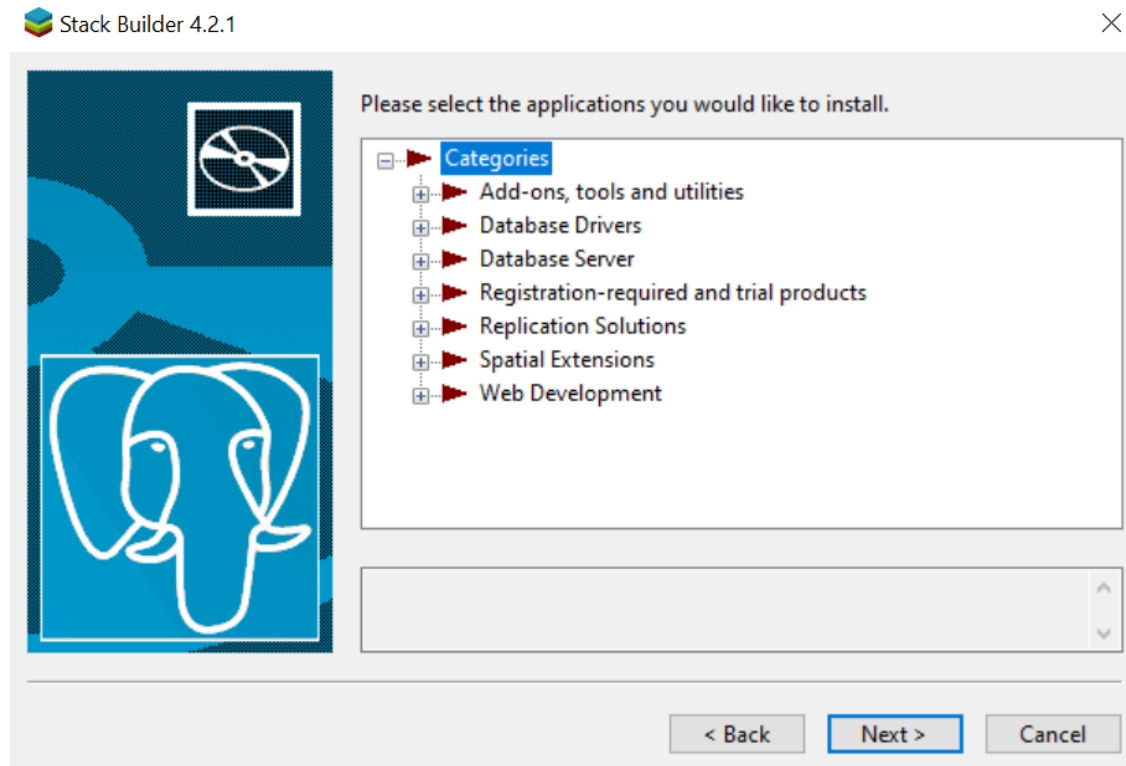 Stack Builder 4.2.1
Please select the applications you would like to install.
Categories
Add-ons, tools and utilities
Database Drivers
Database Server
Registration-required and trial products
Replication Solutions
Spatial Extensions
Web Development
< Back
Next >
Cancel